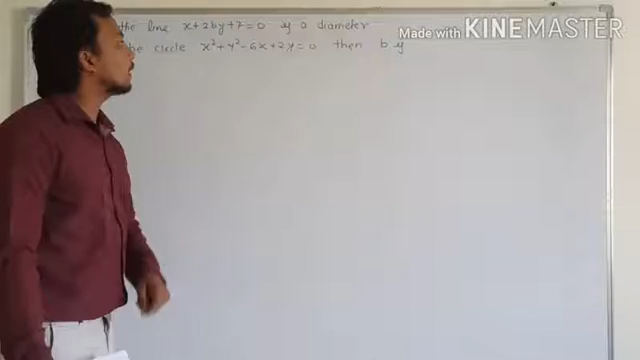 the line x+2by+7=0 is a diameter
the circle x²+y²-6x+2y=0 then b is
Made with KINEMASTER